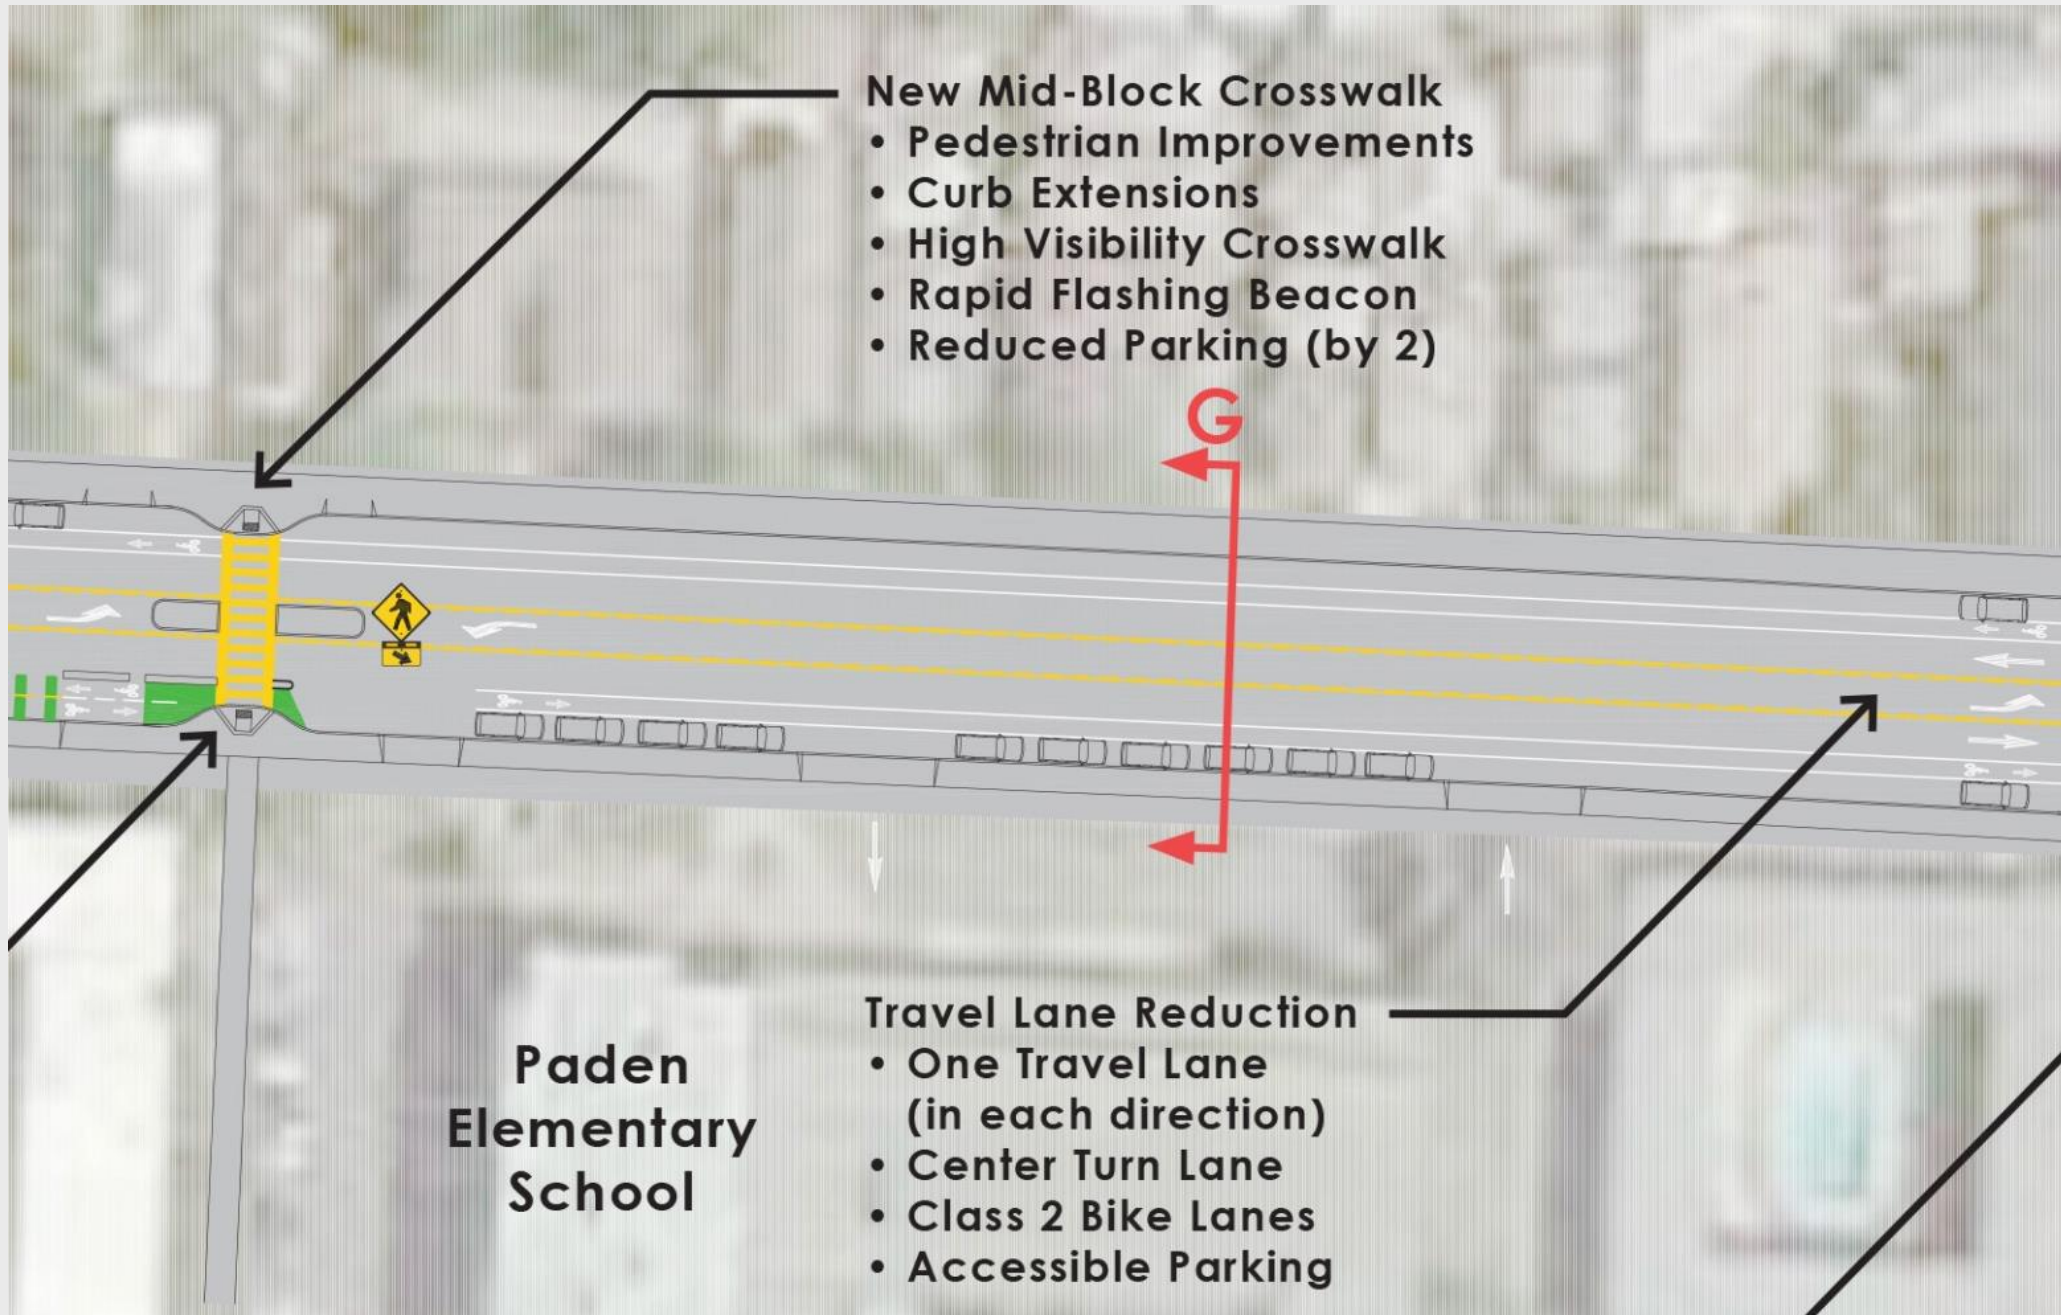 New Mid-Block Crosswalk
• Pedestrian Improvements
• Curb Extensions
• High Visibility Crosswalk
• Rapid Flashing Beacon
• Reduced Parking (by 2)
G
Paden
Elementary
School
Travel Lane Reduction
• One Travel Lane
(in each direction)
• Center Turn Lane
• Class 2 Bike Lanes
• Accessible Parking